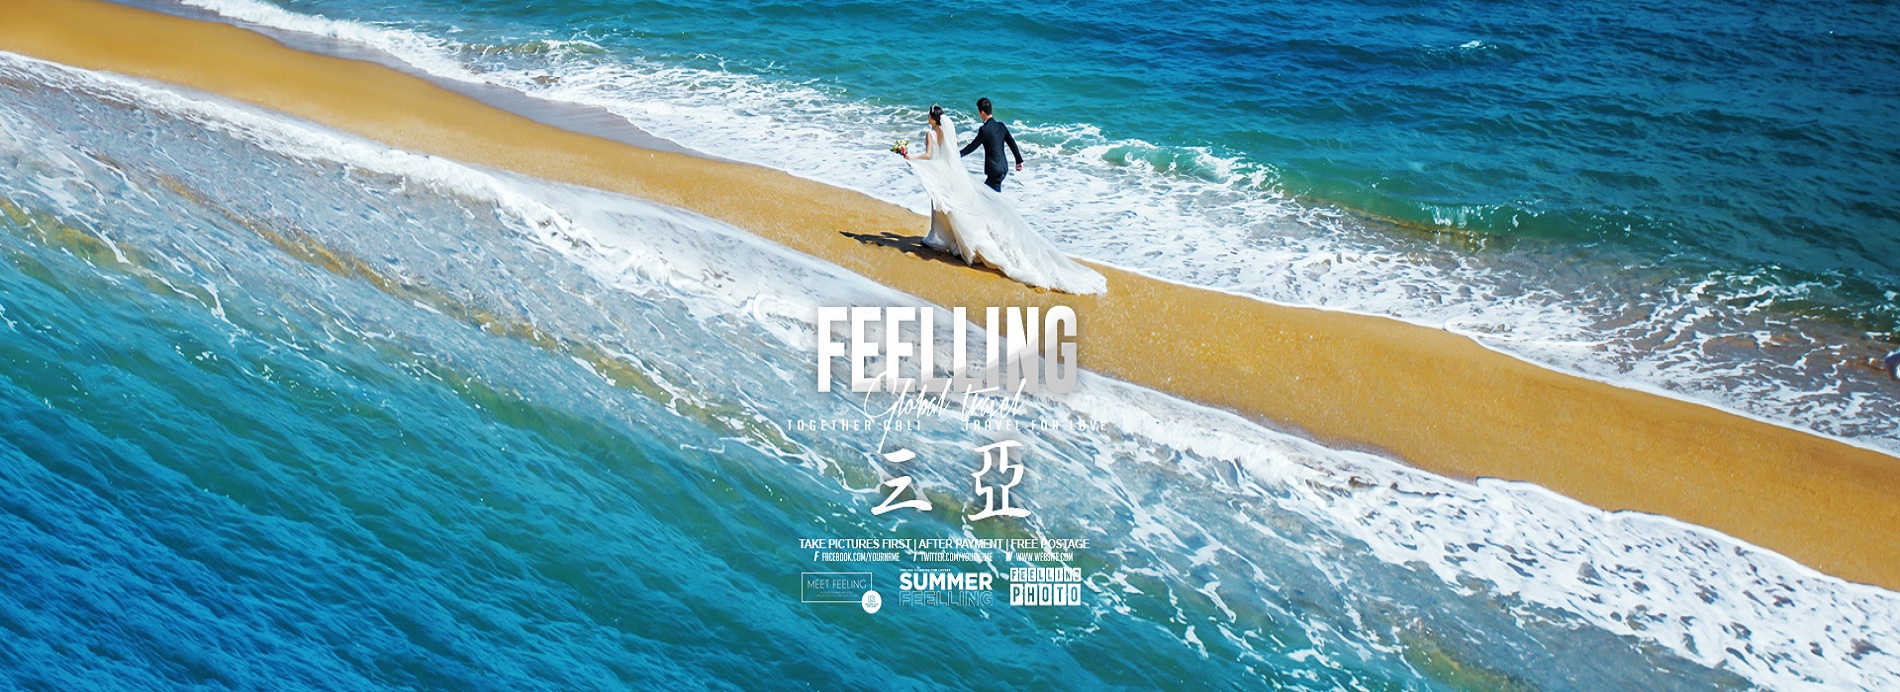 FEELLING
Global travel
TOGETHER TRAVEL FOR LOVE
三亞
TAKE PICTURES FIRST | AFTER PAYMENT | FREE POSTAGE
F FACEBOOK.COM/YOURNAME T TWITTER.COM/YOURNAME W WWW.WEBSITE.COM
MEET FEELING
SUMMER
FEELLING
FEELLING
PHOTO